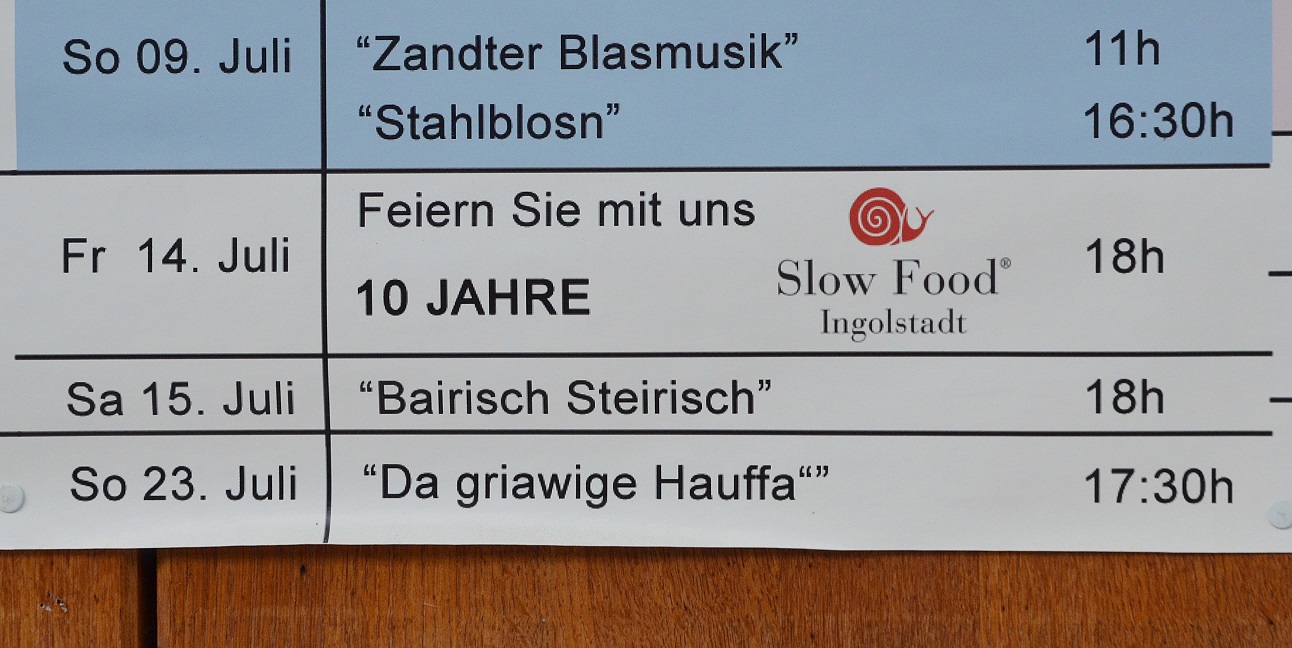 So 09. Juli “Zandter Blasmusik” 11h
“Stahlblosn” 16:30h
Fr 14. Juli Feiern Sie mit uns 18h
10 JAHRE
Slow Food®
Ingolstadt
Sa 15. Juli “Bairisch Steirisch” 18h
So 23. Juli “Da griawige Hauffa“” 17:30h